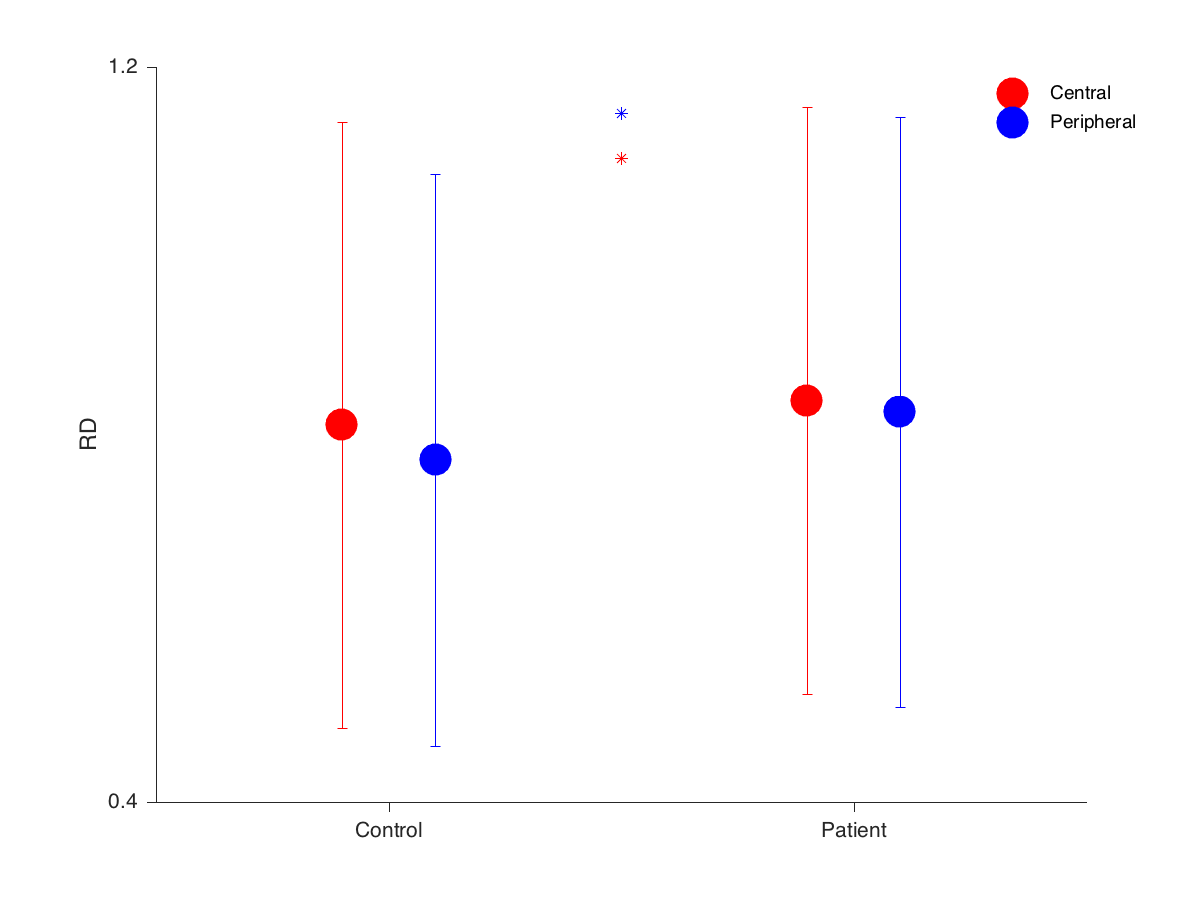 1.2
Central
Peripheral
RD
0.4
Control
Patient